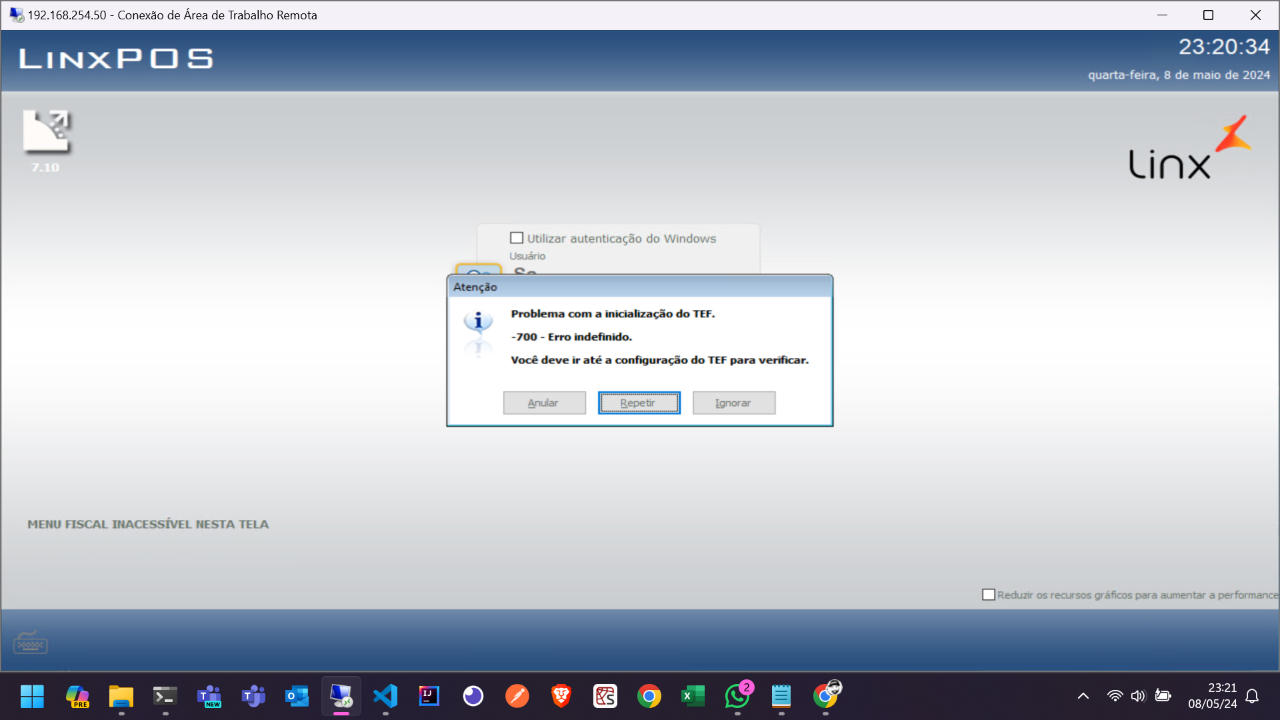 192.168.254.50 - Conexão de Área de Trabalho Remota
LINXPOS
23:20:34
quarta-feira, 8 de maio de 2024
7.10
Linx
Utilizar autenticação do Windows
Usuário
Atenção
Problema com a inicialização do TEF.
-700 - Erro indefinido.
Você deve ir até a configuração do TEF para verificar.
Anular
Repetir
Ignorar
MENU FISCAL INACESSÍVEL NESTA TELA
Reduzir os recursos gráficos para aumentar a performance
PRE
NEW
2
23:21
08/05/24